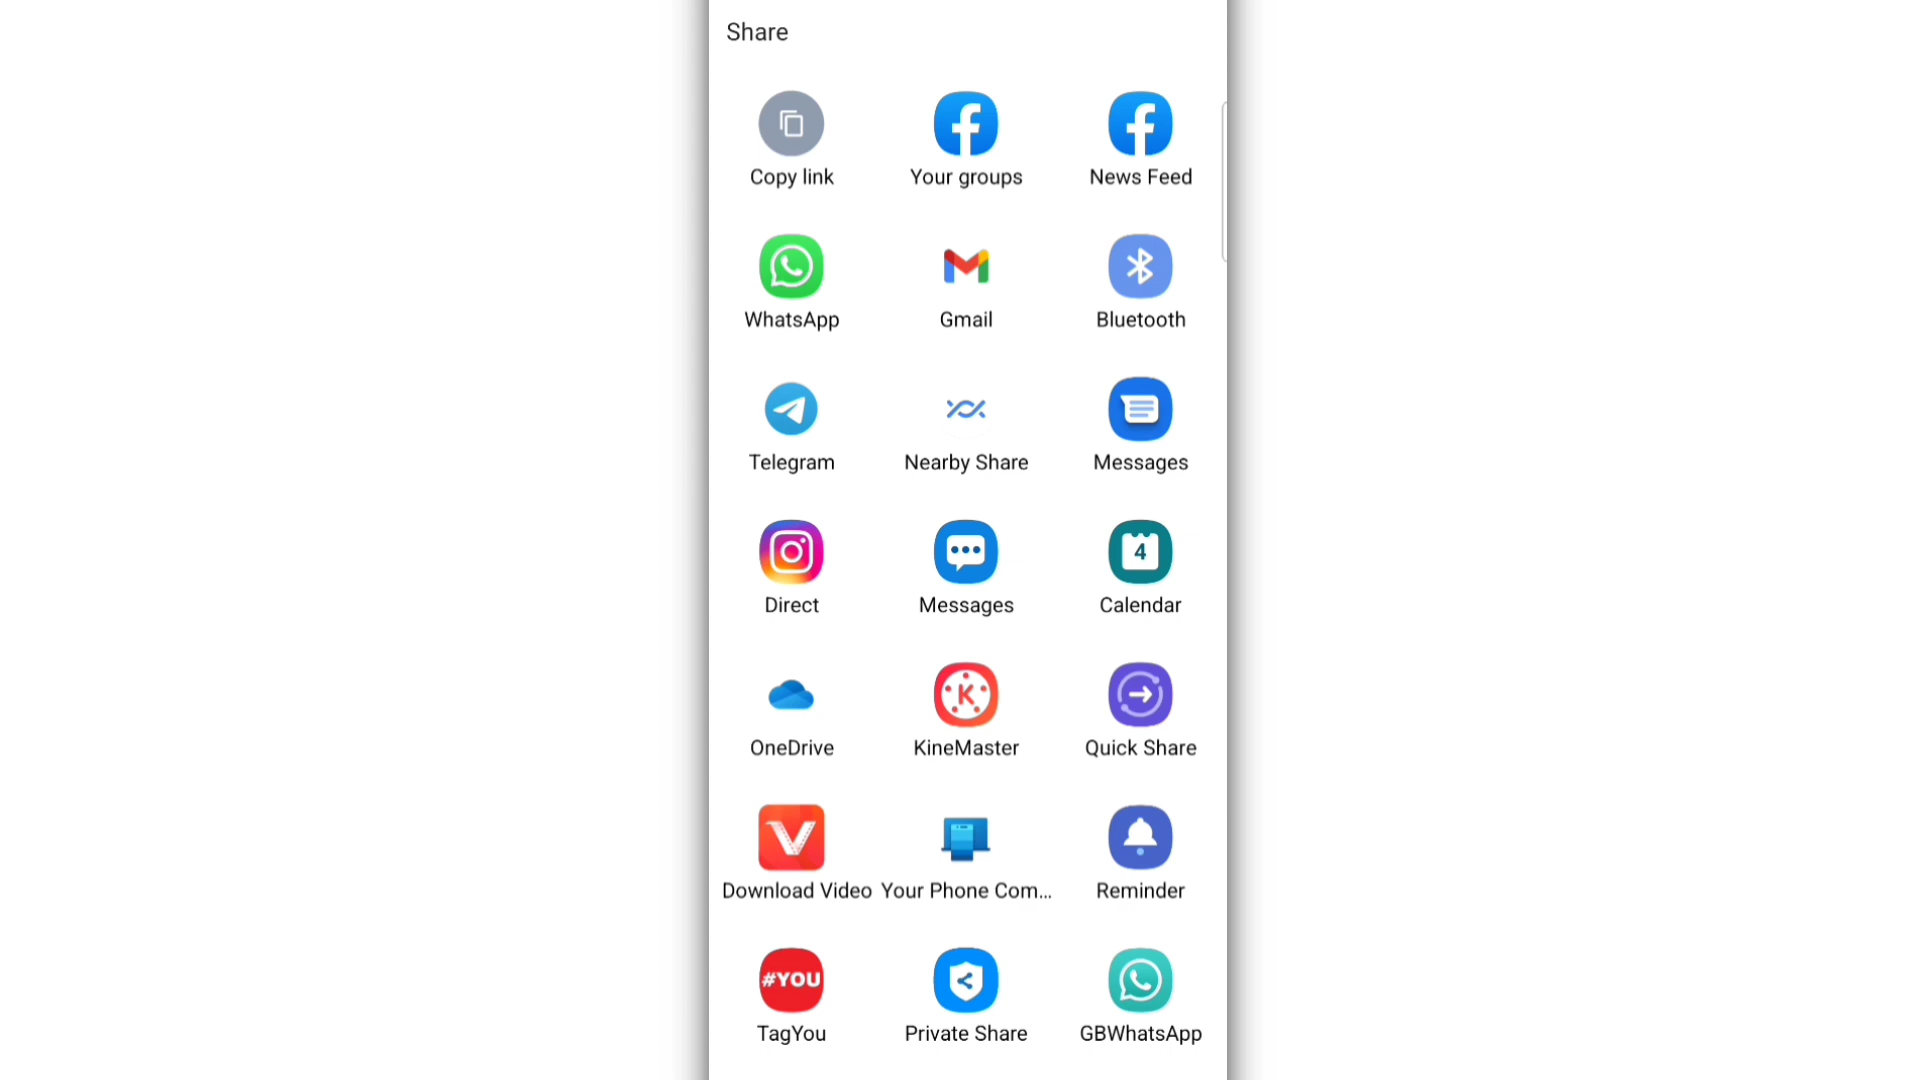 Share
Copy link
Your groups
News Feed
WhatsApp
Gmail
Bluetooth
Telegram
Nearby Share
Messages
4
Direct
Messages
Calendar
K
OneDrive
KineMaster
Quick Share
V
Download Video
Your Phone Com...
Reminder
#YOU
TagYou
Private Share
GBWhatsApp